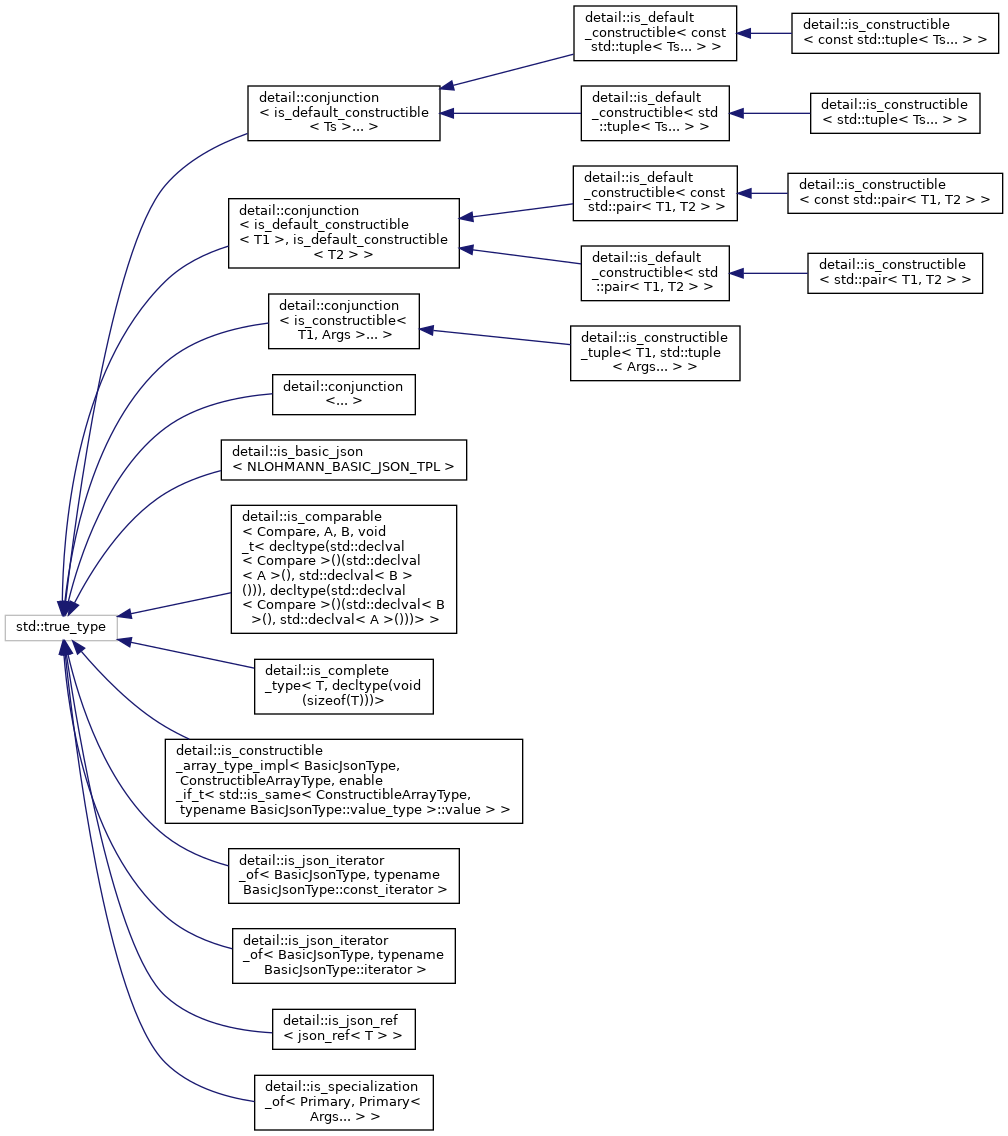 detail::is_default
_constructible< const
std::tuple< Ts... > >
detail::is_constructible
< const std::tuple< Ts... > >
detail::conjunction
< is_default_constructible
< Ts >... >
detail::is_default
_constructible< std
::tuple< Ts... > >
detail::is_constructible
< std::tuple< Ts... > >
detail::is_default
_constructible< const
std::pair< T1, T2 > >
detail::is_constructible
< const std::pair< T1, T2 > >
detail::conjunction
< is_default_constructible
< T1 >, is_default_constructible
< T2 > >
detail::is_default
_constructible< std
::pair< T1, T2 > >
detail::is_constructible
< std::pair< T1, T2 > >
detail::conjunction
< is_constructible<
T1, Args >... >
detail::is_constructible
_tuple< T1, std::tuple
< Args... > >
detail::conjunction
<... >
detail::is_basic_json
< NLOHMANN_BASIC_JSON_TPL >
detail::is_comparable
< Compare, A, B, void
_t< decltype(std::declval
< Compare >()(std::declval
< A >(), std::declval< B >
())), decltype(std::declval
< Compare >()(std::declval< B
>(), std::declval< A >()))> >
std::true_type
detail::is_complete
_type< T, decltype(void
(sizeof(T)))>
detail::is_constructible
_array_type_impl< BasicJsonType,
ConstructibleArrayType, enable
_if_t< std::is_same< ConstructibleArrayType,
typename BasicJsonType::value_type >::value > >
detail::is_json_iterator
_of< BasicJsonType, typename
BasicJsonType::const_iterator >
detail::is_json_iterator
_of< BasicJsonType, typename
BasicJsonType::iterator >
detail::is_json_ref
< json_ref< T > >
detail::is_specialization
_of< Primary, Primary<
Args... > >